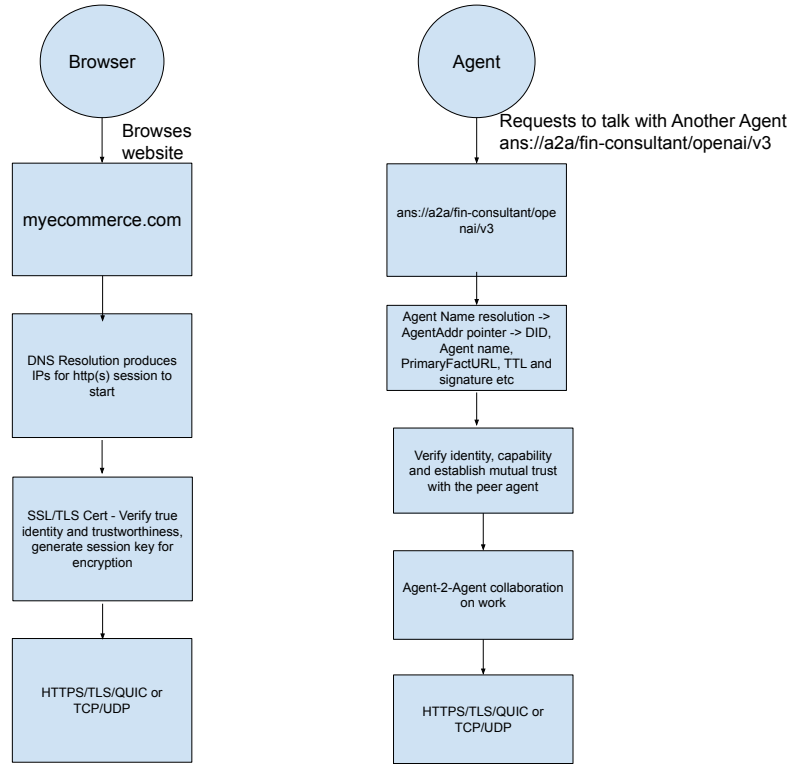 Browser
Browses
website
myecommerce.com
DNS Resolution produces
IPs for http(s) session to
start
SSL/TLS Cert - Verify true
identity and trustworthiness,
generate session key for
encryption
HTTPS/TLS/QUIC or
TCP/UDP
Agent
Requests to talk with Another Agent
ans://a2a/fin-consultant/openai/v3
ans://a2a/fin-consultant/ope
nai/v3
Agent Name resolution ->
AgentAddr pointer -> DID,
Agent name,
PrimaryFactURL, TTL and
signature etc
Verify identity, capability
and establish mutual trust
with the peer agent
Agent-2-Agent collaboration
on work
HTTPS/TLS/QUIC or
TCP/UDP